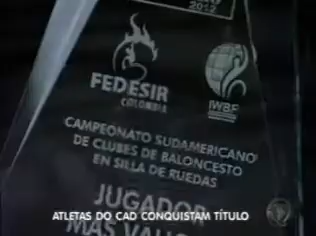 2012
FEDESIR
COLOMBIA
IWBF
CAMPEONATO SUDAMERICANO
DE CLUBES DE BALONCESTO
EN SILLA DE RUEDAS
JUGADOR
MAS
ATLETAS DO CAD CONQUISTAM TÍTULO